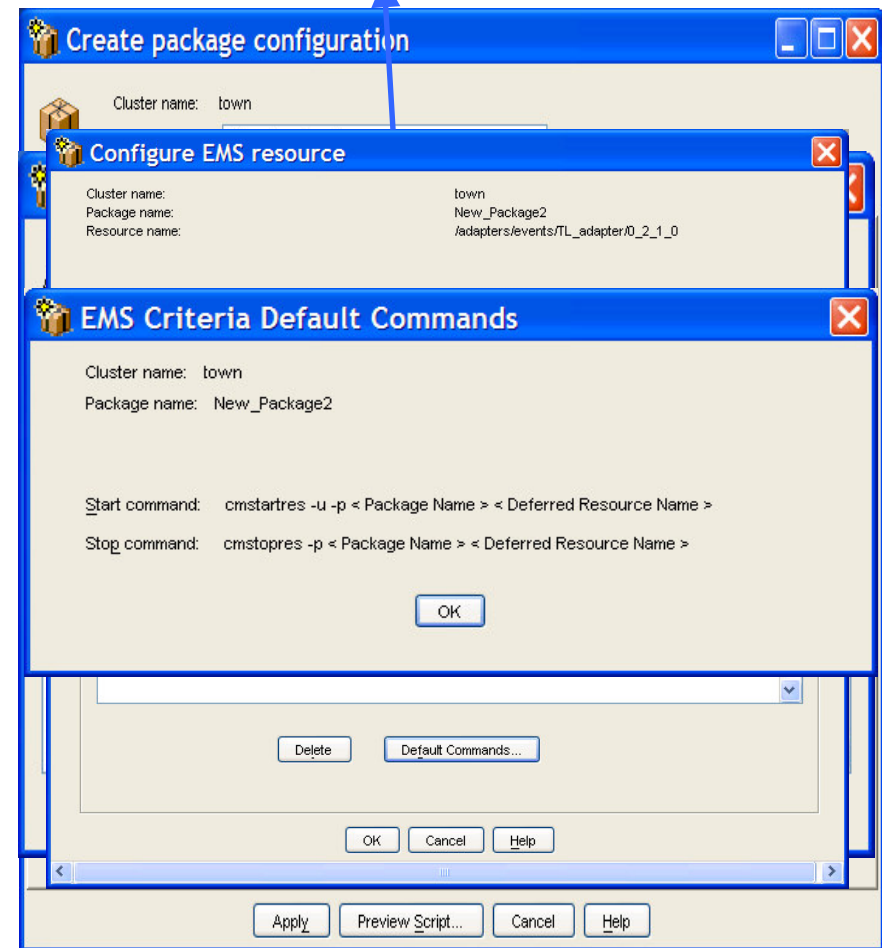 Create package configuration
Cluster name: town
Configure EMS resource
Cluster name: town
Package name: New_Package2
Resource name: /adapters/events/TL_adapter/0_2_1_0
EMS Criteria Default Commands
Cluster name: town
Package name: New_Package2
Start command: cmstartres -u -p < Package Name > < Deferred Resource Name >
Stop command: cmstopres -p < Package Name > < Deferred Resource Name >
OK
Delete Default Commands...
OK Cancel Help
Apply Preview Script... Cancel Help